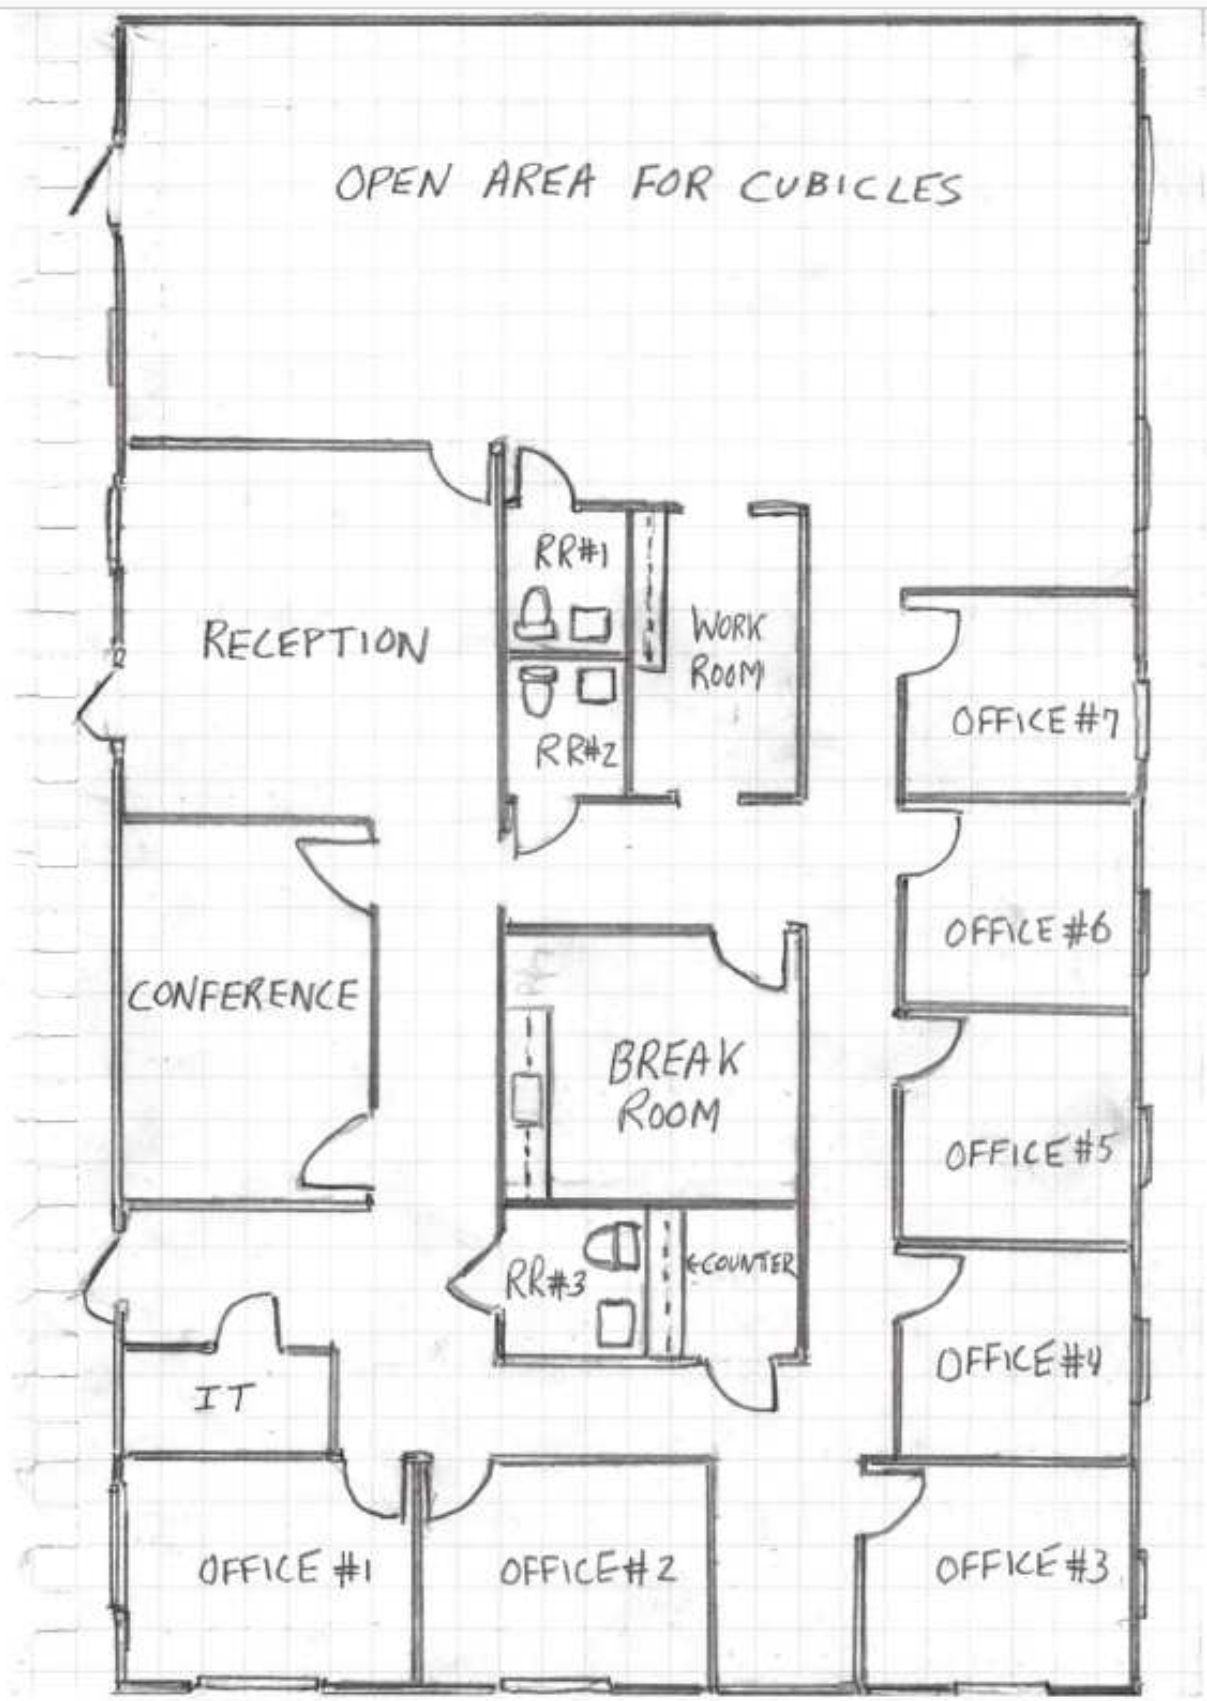 OPEN AREA FOR CUBICLES
RR#1
RECEPTION
WORK
ROOM
OFFICE #7
RR#2
OFFICE #6
CONFERENCE
BREAK
ROOM
OFFICE #5
RR#3
←COUNTER
OFFICE #4
IT
OFFICE #1
OFFICE #2
OFFICE #3